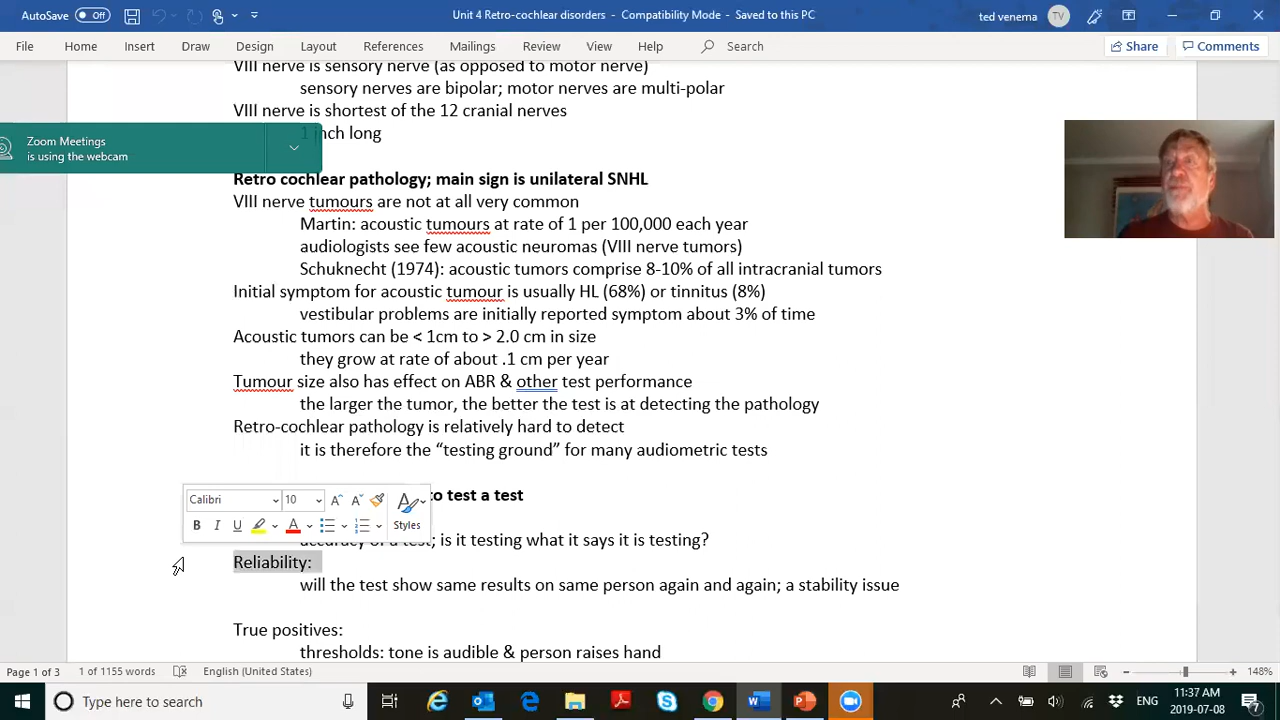 AutoSave Off Unit 4 Retro-cochlear disorders - Compatibility Mode - Saved to this PC ted venema TV
File Home Insert Draw Design Layout References Mailings Review View Help Search Share Comments
VIII nerve is sensory nerve (as opposed to motor nerve)
sensory nerves are bipolar; motor nerves are multi-polar
VIII nerve is shortest of the 12 cranial nerves
1 inch long
Zoom Meetings
is using the webcam
Retro cochlear pathology; main sign is unilateral SNHL
VIII nerve tumours are not at all very common
Martin: acoustic tumours at rate of 1 per 100,000 each year
audiologists see few acoustic neuromas (VIII nerve tumors)
Schuknecht (1974): acoustic tumors comprise 8-10% of all intracranial tumors
Initial symptom for acoustic tumour is usually HL (68%) or tinnitus (8%)
vestibular problems are initially reported symptom about 3% of time
Acoustic tumors can be < 1cm to > 2.0 cm in size
they grow at rate of about .1 cm per year
Tumour size also has effect on ABR & other test performance
the larger the tumor, the better the test is at detecting the pathology
Retro-cochlear pathology is relatively hard to detect
it is therefore the “testing ground” for many audiometric tests
to test a test
Calibri 10
B I U A Styles
accuracy of a test; is it testing what it says it is testing?
Reliability:
will the test show same results on same person again and again; a stability issue
True positives:
thresholds: tone is audible & person raises hand
Page 1 of 3 1 of 1155 words English (United States) 148%
Type here to search ENG 11:37 AM
2019-07-08 7